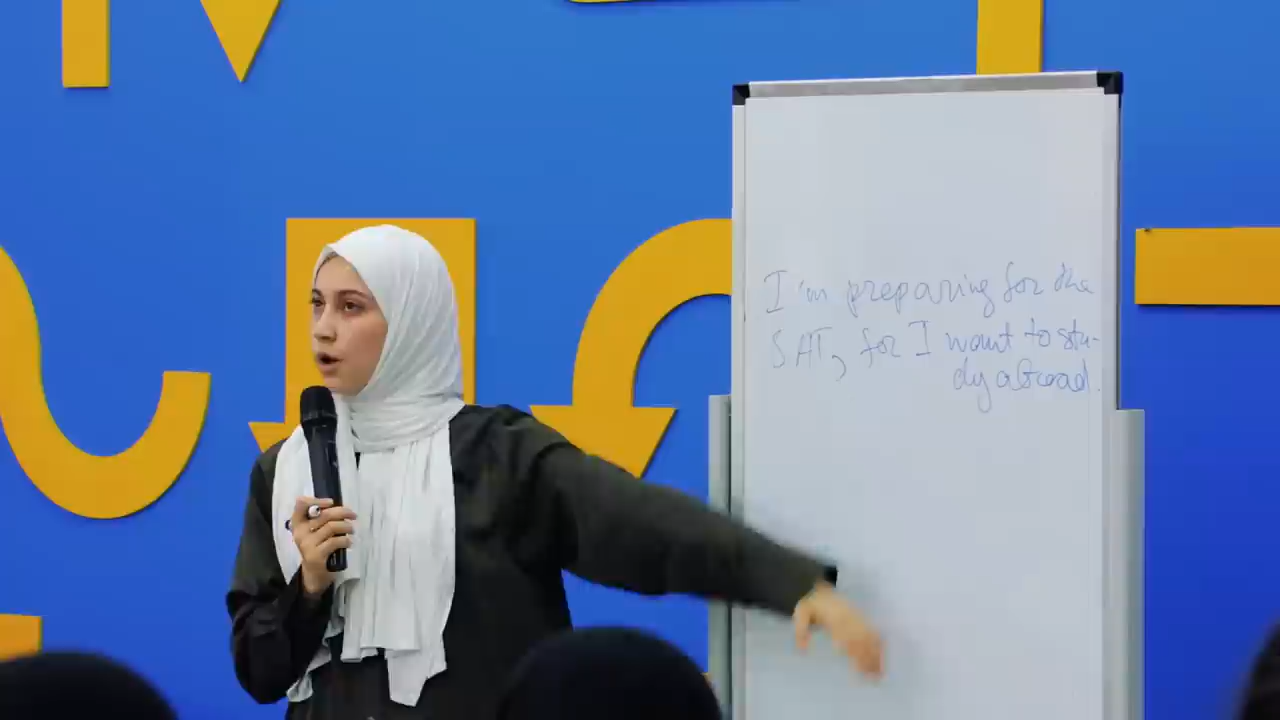 I'm preparing for the
SAT, for I want to stu-
dy abroad.